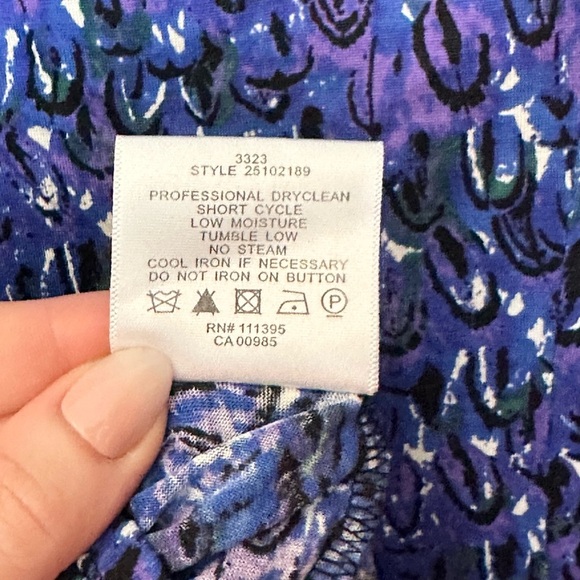 3323
STYLE 25102189
PROFESSIONAL DRYCLEAN
SHORT CYCLE
LOW MOISTURE
TUMBLE LOW
NO STEAM
COOL IRON IF NECESSARY
DO NOT IRON ON BUTTON
P
RN# 111395
CA 00985